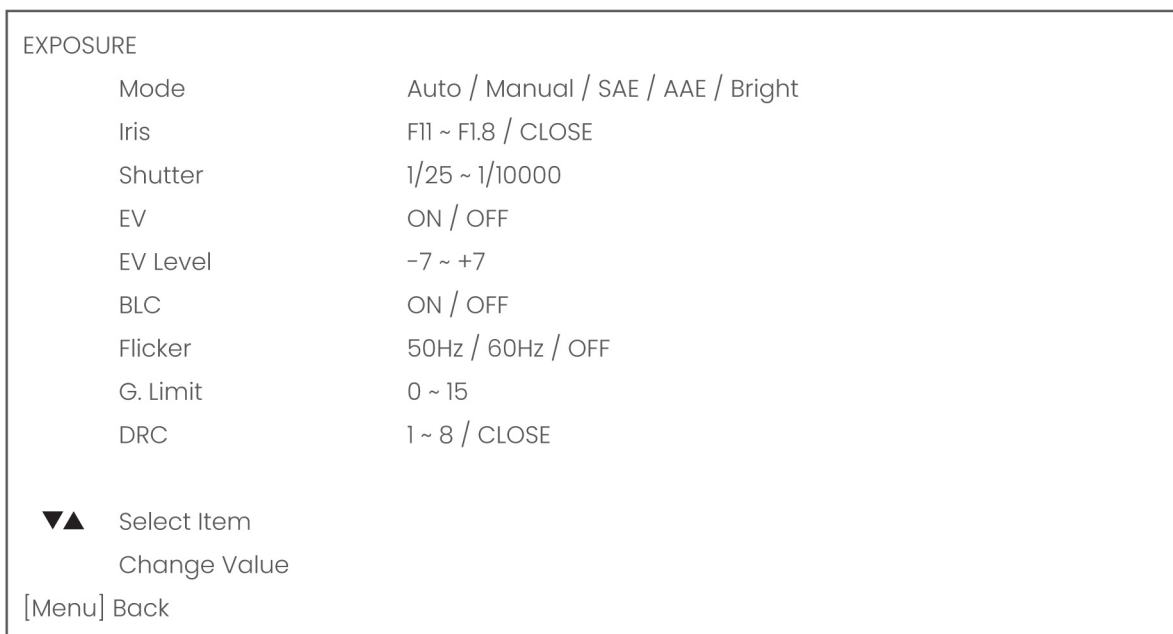 EXPOSURE
Mode Auto / Manual / SAE / AAE / Bright
Iris F11 ~ F1.8 / CLOSE
Shutter 1/25 ~ 1/10000
EV ON / OFF
EV Level -7 ~ +7
BLC ON / OFF
Flicker 50Hz / 60Hz / OFF
G. Limit 0 ~ 15
DRC 1 ~ 8 / CLOSE
▼▲ Select Item
Change Value
[Menu] Back